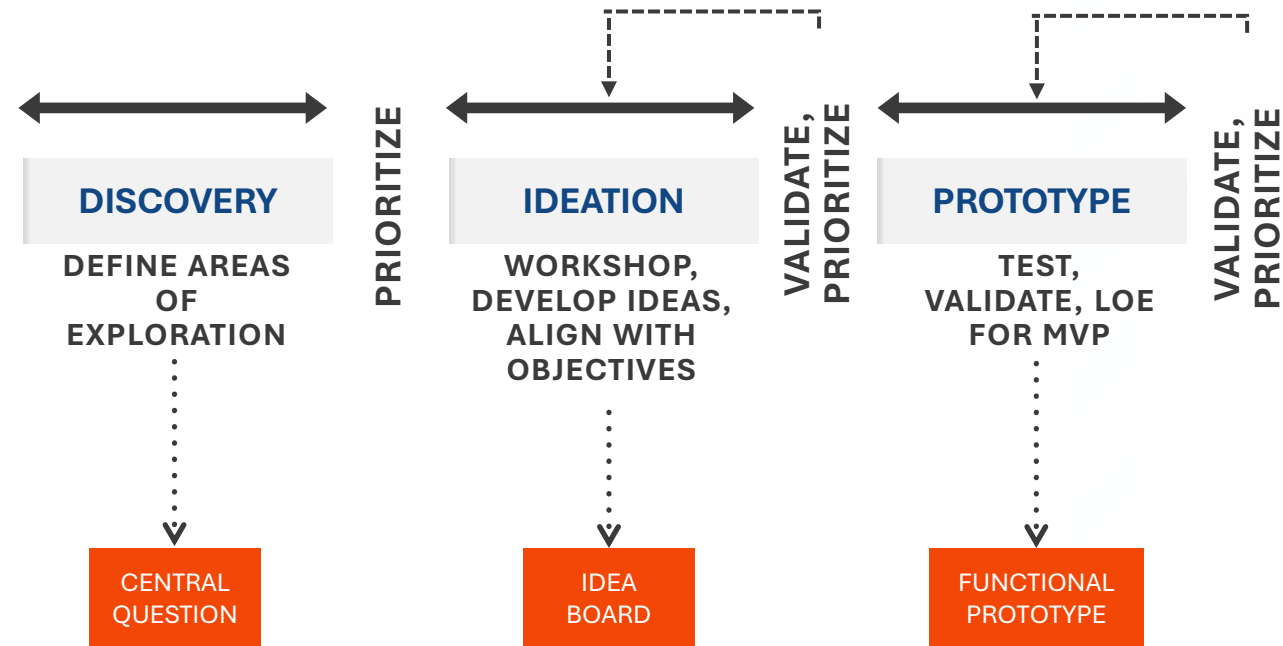 DISCOVERY
DEFINE AREAS
OF
EXPLORATION
CENTRAL
QUESTION
PRIORITIZE
IDEATION
WORKSHOP,
DEVELOP IDEAS,
ALIGN WITH
OBJECTIVES
IDEA
BOARD
VALIDATE,
PRIORITIZE
PROTOTYPE
TEST,
VALIDATE, LOE
FOR MVP
FUNCTIONAL
PROTOTYPE
VALIDATE,
PRIORITIZE